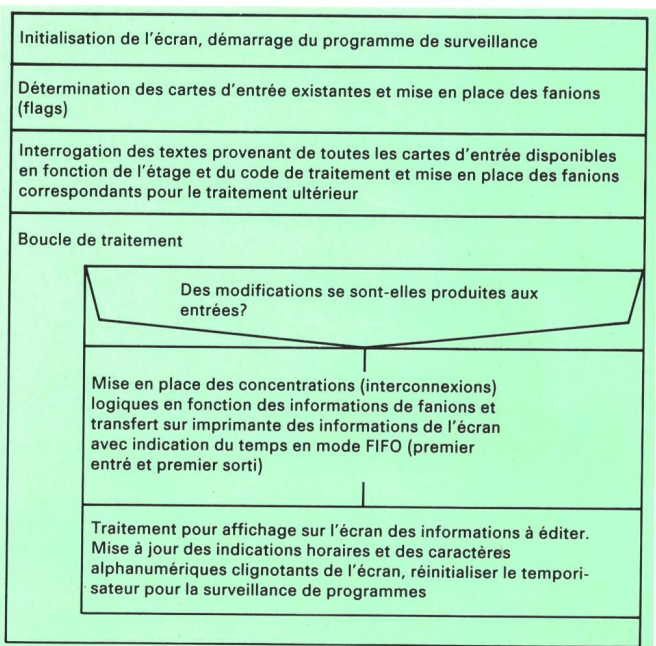 Initialisation de l'écran, démarrage du programme de surveillance
Détermination des cartes d'entrée existantes et mise en place des fanions
(flags)
Interrogation des textes provenant de toutes les cartes d'entrée disponibles
en fonction de l'étage et du code de traitement et mise en place des fanions
correspondants pour le traitement ultérieur
Boucle de traitement
Des modifications se sont-elles produites aux
entrées?
Mise en place des concentrations (interconnexions)
logiques en fonction des informations de fanions et
transfert sur imprimante des informations de l'écran
avec indication du temps en mode FIFO (premier
entré et premier sorti)
Traitement pour affichage sur l'écran des informations à éditer.
Mise à jour des indications horaires et des caractères
alphanumériques clignotants de l'écran, réinitialiser le tempori-
sateur pour la surveillance de programmes